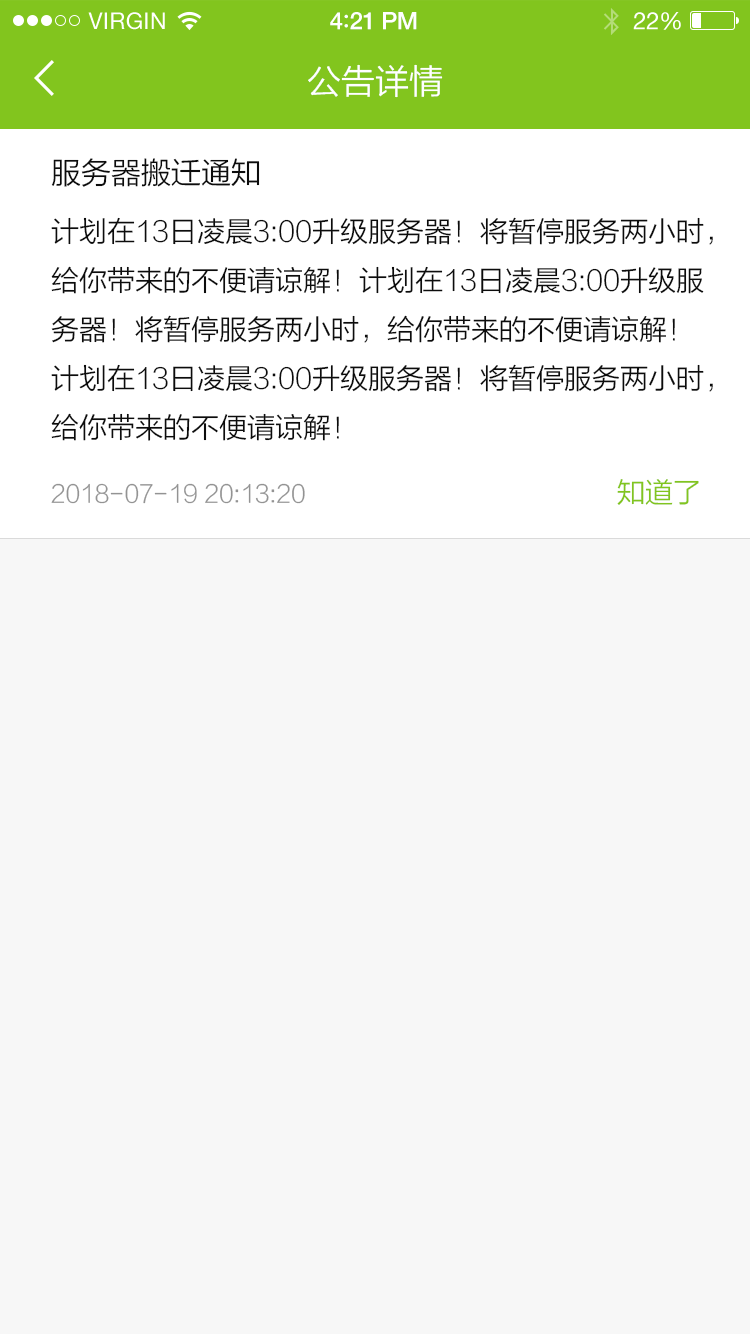 VIRGIN 4:21 PM 22%
公告详情
服务器搬迁通知
计划在13日凌晨3:00升级服务器！将暂停服务两小时，
给你带来的不便请谅解！计划在13日凌晨3:00升级服
务器！将暂停服务两小时，给你带来的不便请谅解！
计划在13日凌晨3:00升级服务器！将暂停服务两小时，
给你带来的不便请谅解！
2018-07-19 20:13:20 知道了